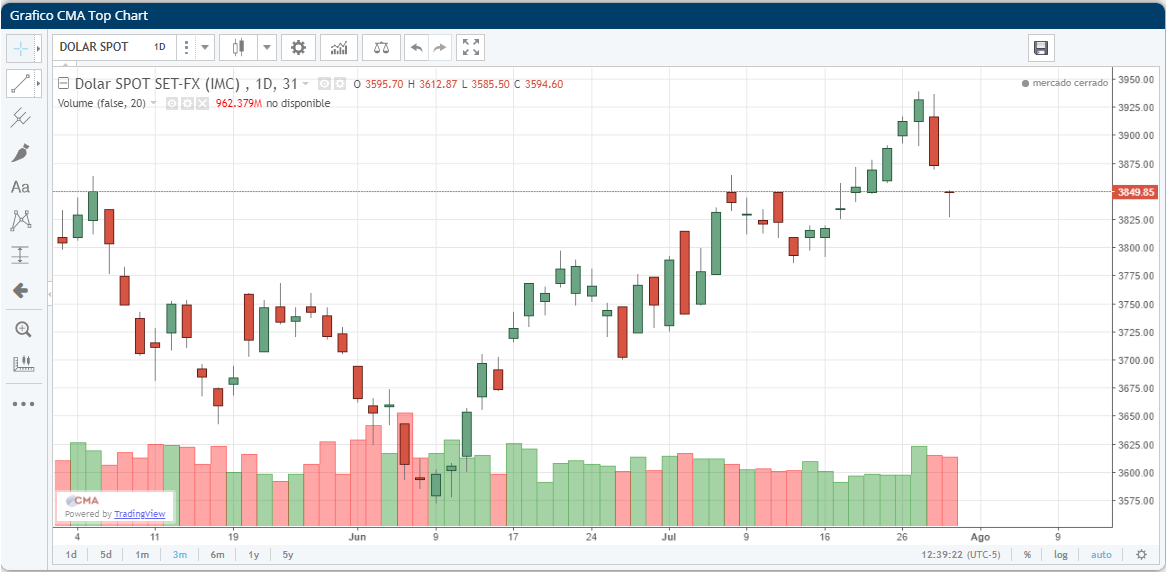 Grafico CMA Top Chart
DOLAR SPOT 1D
Dolar SPOT SET-FX (IMC) , 1D, 31 O 3595.70 H 3612.87 L 3585.50 C 3594.60
mercado cerrado
Volume (false, 20) 962.379M no disponible
Aa
3950.00
3925.00
3900.00
3875.00
3849.85
3825.00
3800.00
3775.00
3750.00
3725.00
3700.00
3675.00
3650.00
3625.00
3600.00
3575.00
CMA
Powered by TradingView
4 11 19 Jun 9 17 24 Jul 9 16 26 Ago 9
1d 5d 1m 3m 6m 1y 5y 12:39:22 (UTC-5) % log auto